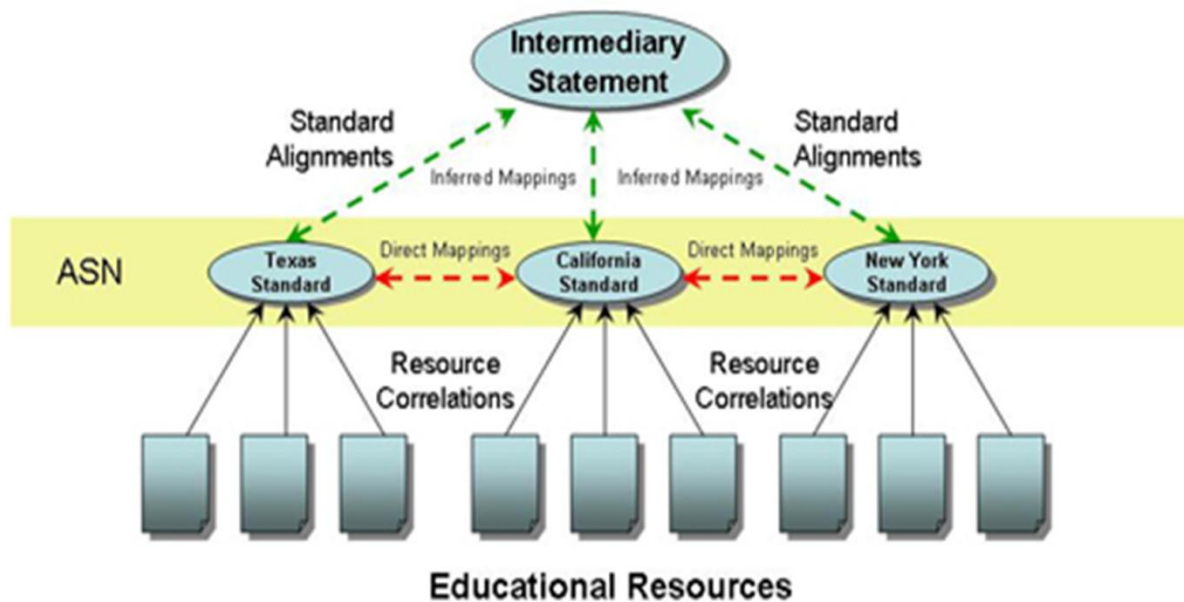 Intermediary
Statement
Standard
Alignments
Standard
Alignments
Inferred Mappings
Inferred Mappings
ASN
Texas
Standard
Direct Mappings
California
Standard
Direct Mappings
New York
Standard
Resource
Correlations
Resource
Correlations
Educational Resources